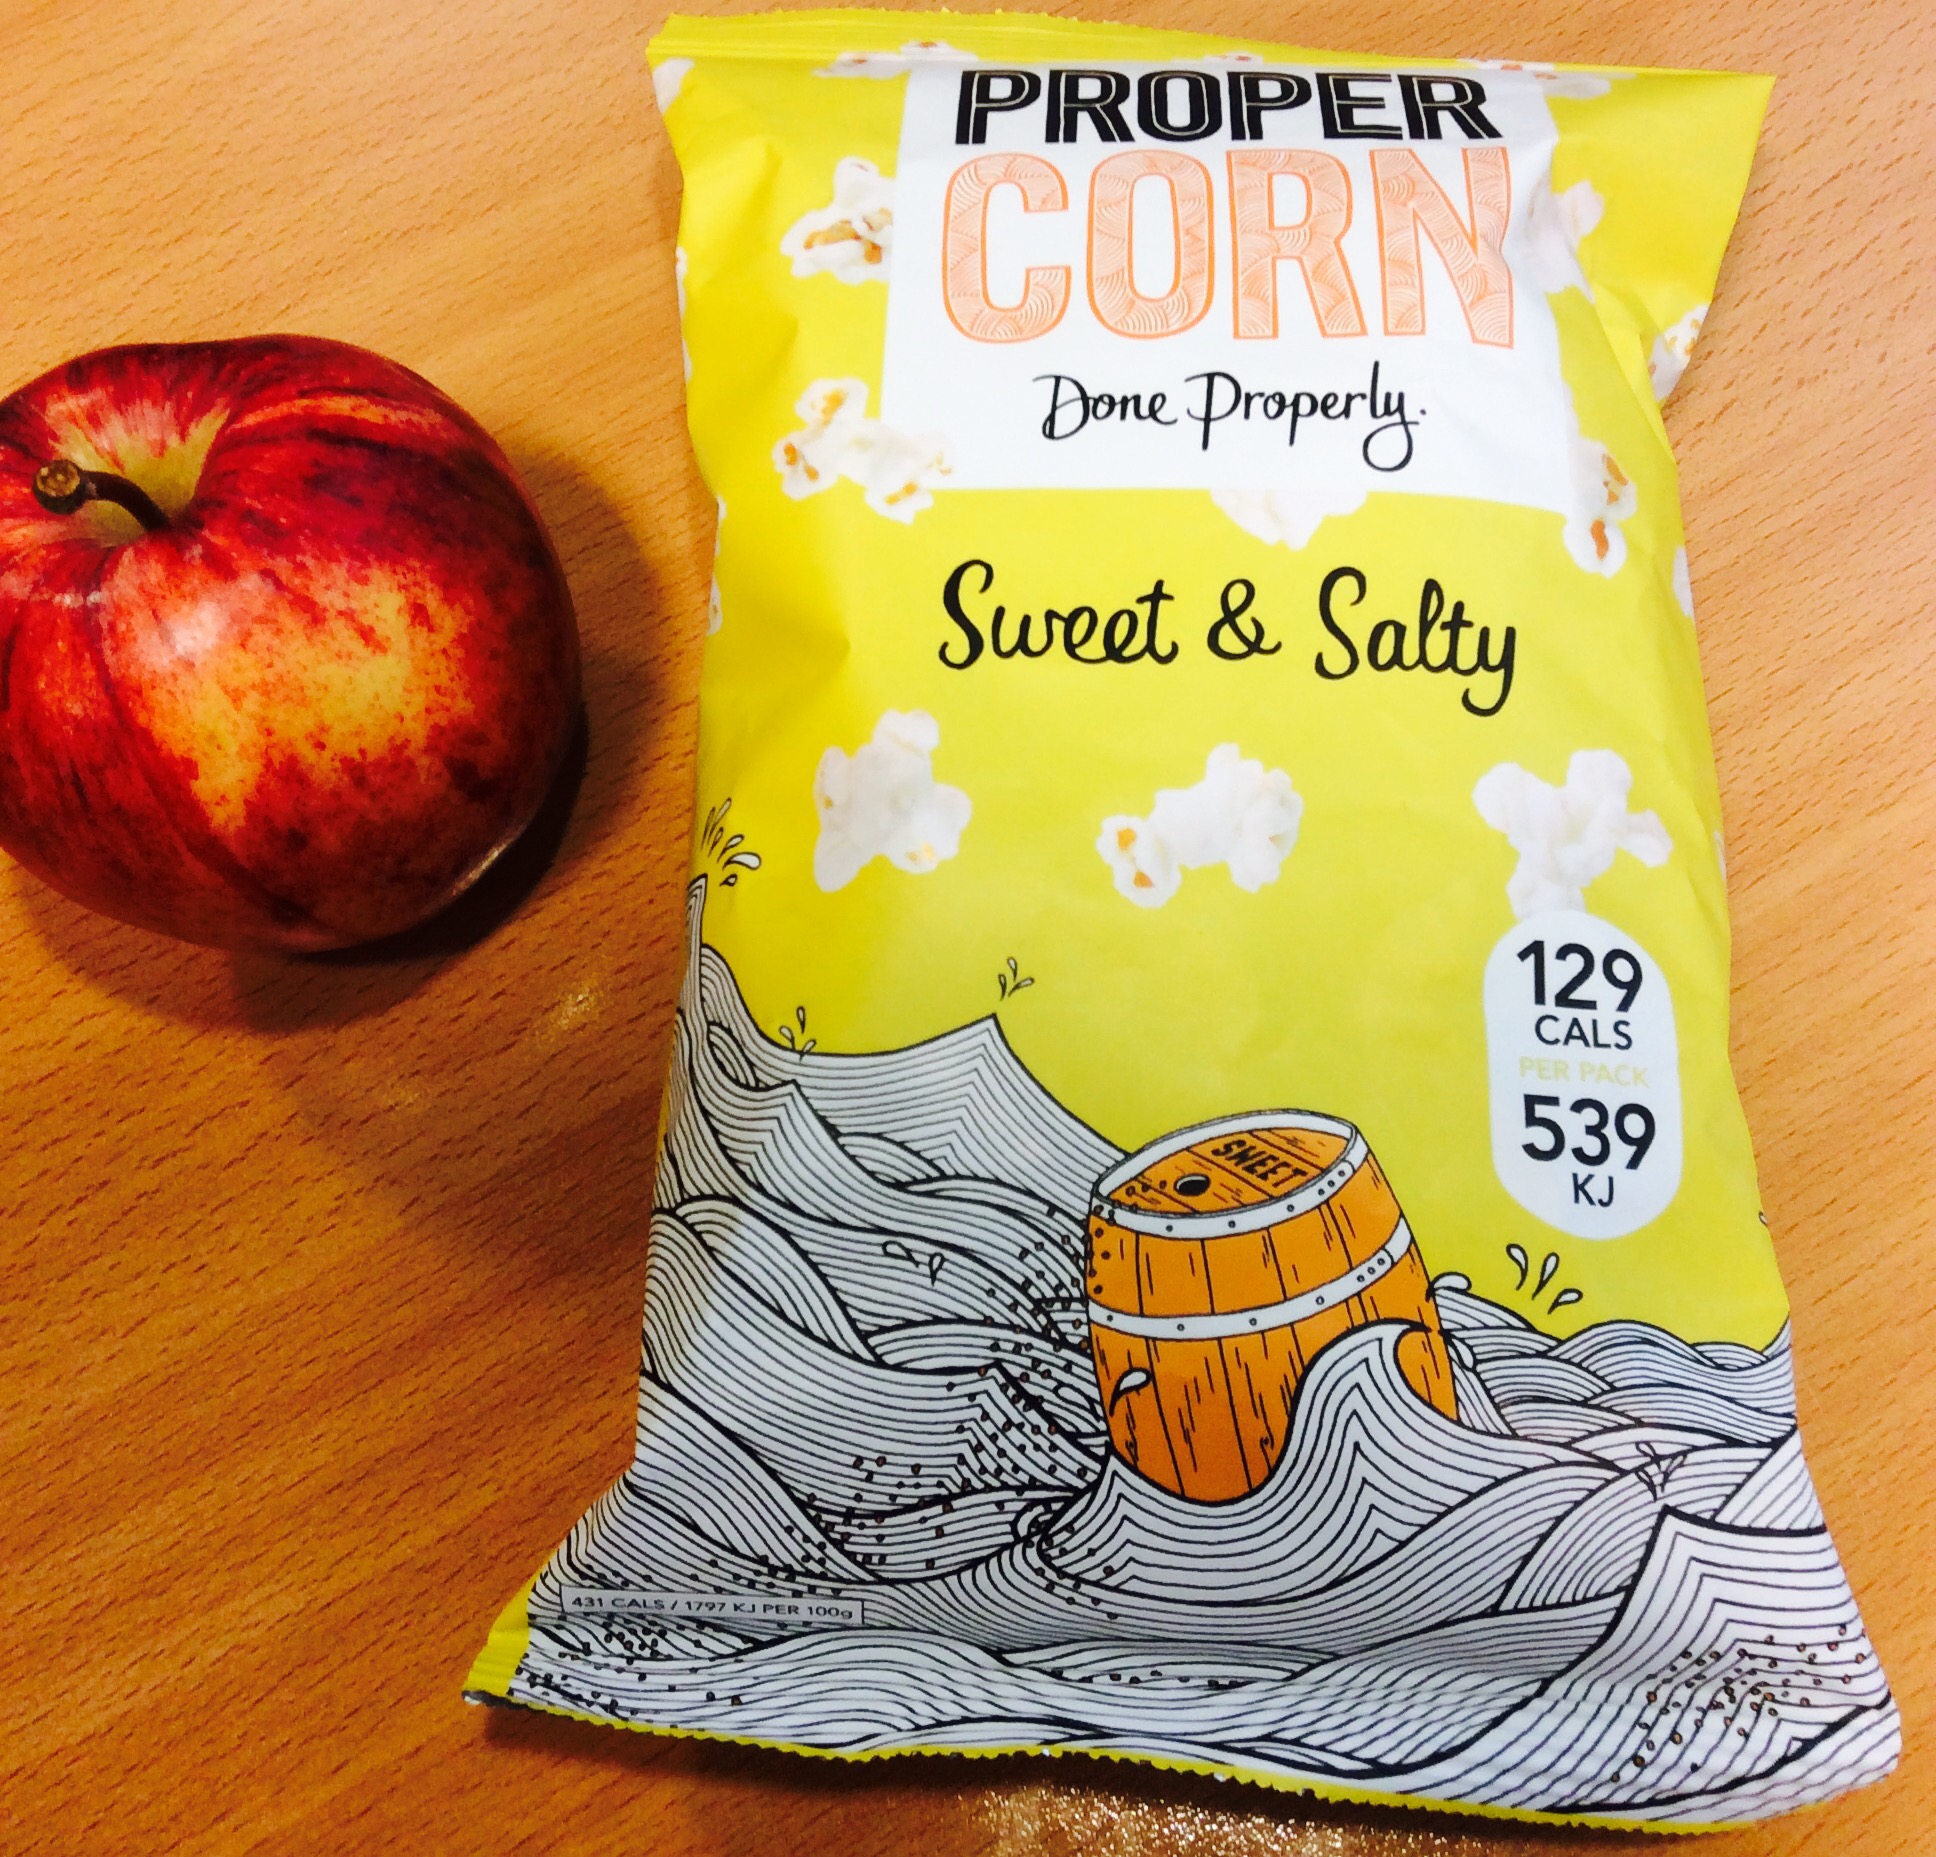 PROPER
CORN
Done Properly.
Sweet & Salty
129
CALS
PER PACK
539
KJ
SWEET
431 CALS / 1797 KJ PER 100g